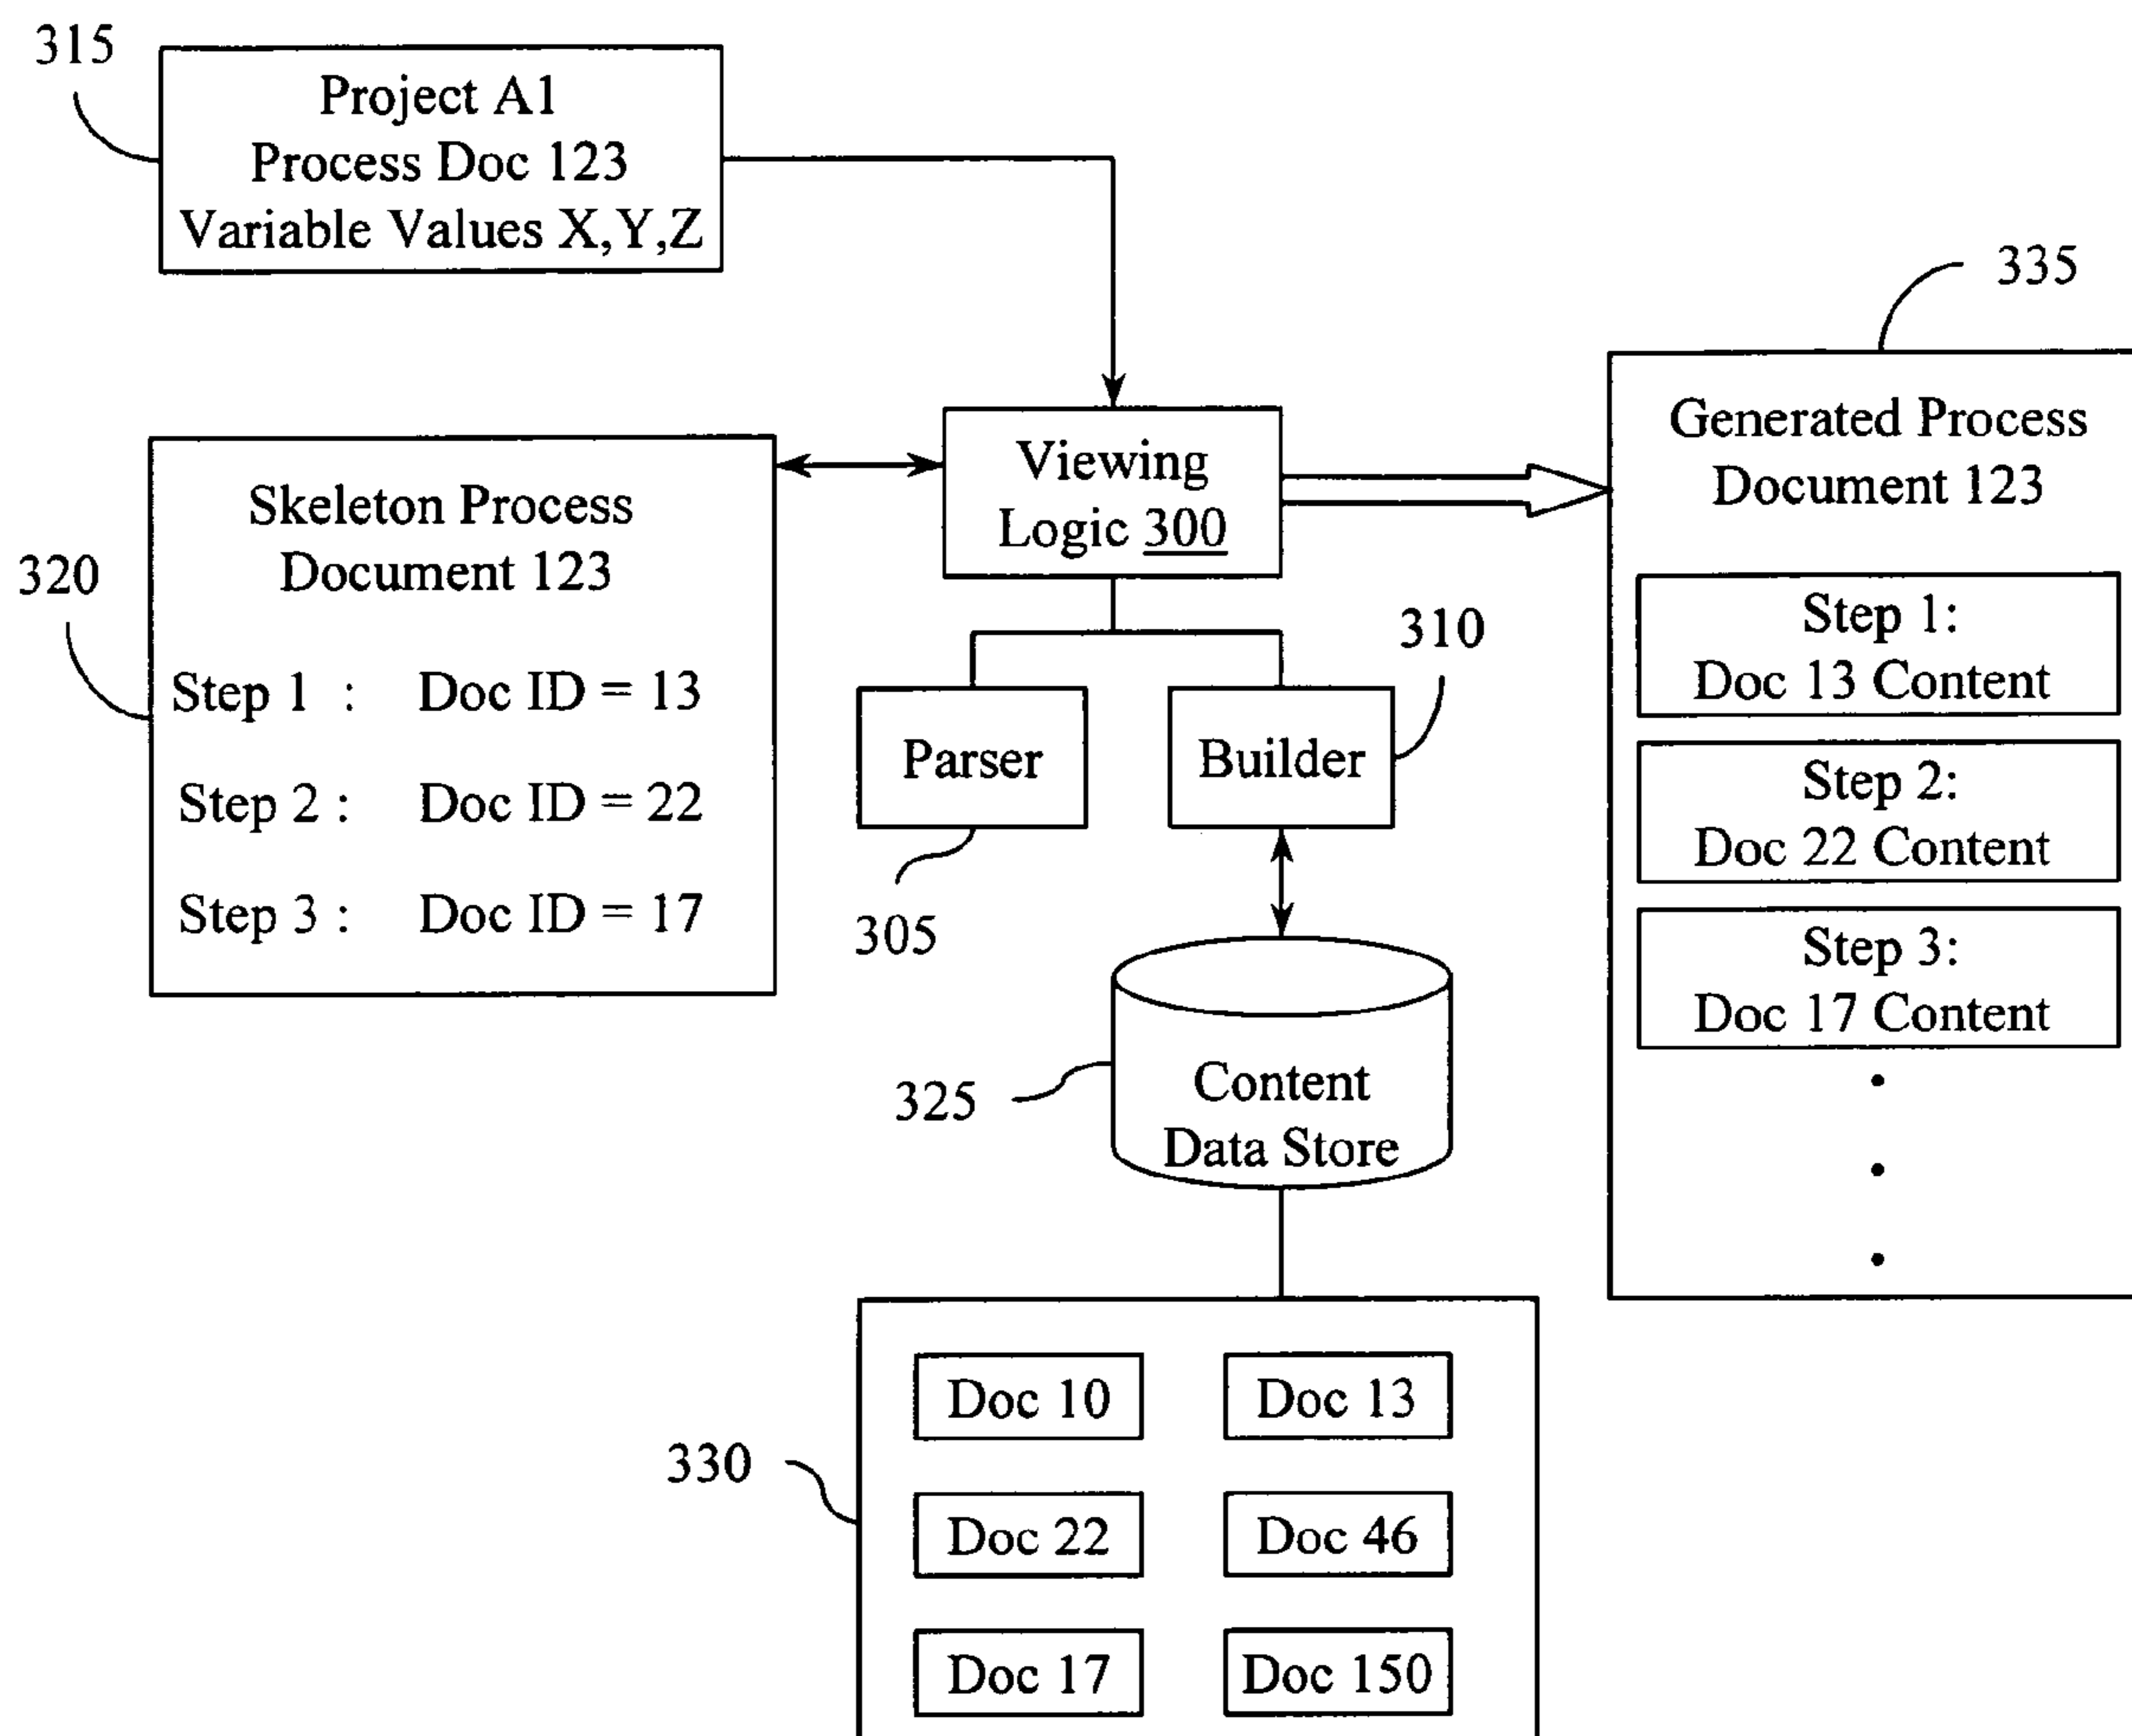 315
Project A1
Process Doc 123
Variable Values X,Y,Z
335
Generated Process
Document 123
Step 1:
Doc 13 Content
Step 2:
Doc 22 Content
Step 3:
Doc 17 Content
Viewing
Logic 300
320
Skeleton Process
Document 123
Step 1 : Doc ID = 13
Step 2 : Doc ID = 22
Step 3 : Doc ID = 17
310
Parser
Builder
305
325
Content
Data Store
330
Doc 10
Doc 13
Doc 22
Doc 46
Doc 17
Doc 150